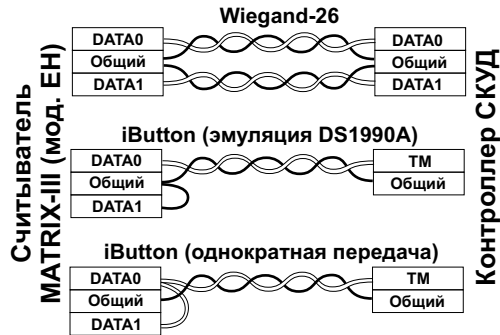 Wiegand-26
DATA0
Общий
DATA1
DATA0
Общий
DATA1
iButton (эмуляция DS1990A)
DATA0
Общий
DATA1
TM
Общий
iButton (однократная передача)
DATA0
Общий
DATA1
TM
Общий
Считыватель
MATRIX-III (мод. EH)
Контроллер СКУД